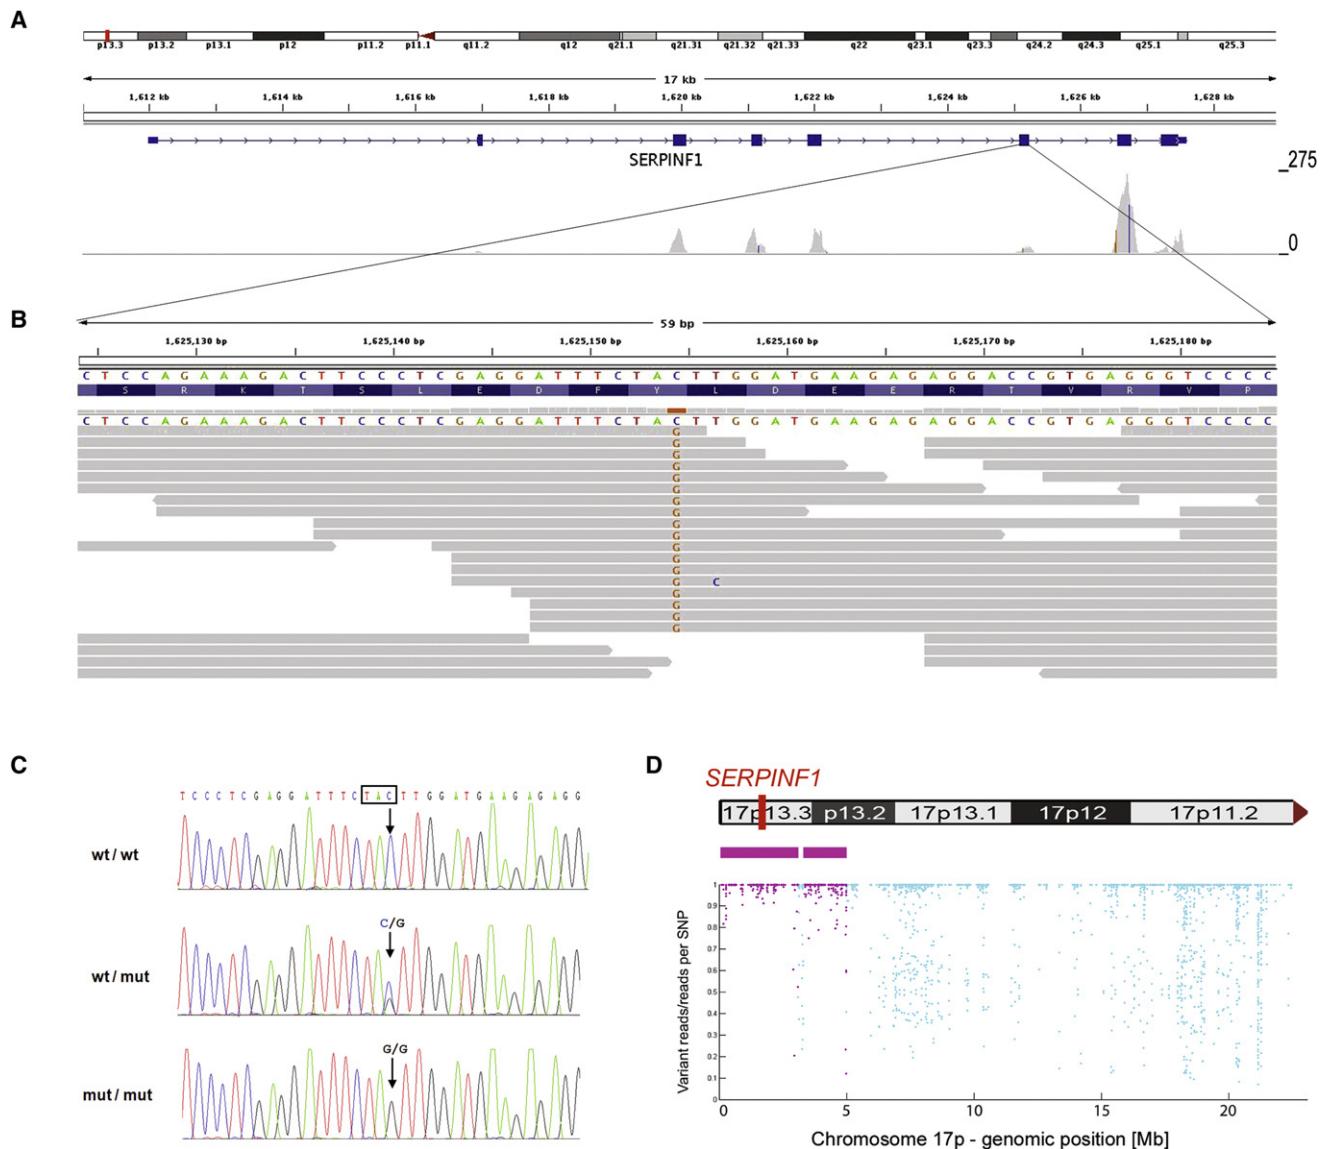 A
p13.3 p13.2 p13.1 p12 p11.2 p11.1 q11.2 q12 q21.1 q21.31 q21.32 q21.33 q22 q23.1 q23.3 q24.2 q24.3 q25.1 q25.3
17 kb
1,612 kb 1,614 kb 1,616 kb 1,618 kb 1,620 kb 1,622 kb 1,624 kb 1,626 kb 1,628 kb
SERPINF1
275
0
B
59 bp
1,625,130 bp 1,625,140 bp 1,625,150 bp 1,625,160 bp 1,625,170 bp 1,625,180 bp
C T C C A G A A A G A C T T C C C T C G A G G A T T T C T A C T T G G A T G A A G A G A G G A C C G T G A G G G T C C C C
S R K T S L E D F Y L D E E R T V R V P
C T C C A G A A A G A C T T C C C T C G A G G A T T T C T A C T T G G A T G A A G A G A G G A C C G T G A G G G T C C C C
G
G
G
G
G
G
G
G
G
G
G
G
G
G C
G
G
G
G
C
T C C C T C G A G G A T T T C T A C T T G G A T G A A G A G A G G
wt / wt
C/G
wt / mut
G/G
mut / mut
D
SERPINF1
17p13.3 p13.2 17p13.1 17p12 17p11.2
Variant reads/reads per SNP
1
0.9
0.8
0.7
0.6
0.5
0.4
0.3
0.2
0.1
0
0 5 10 15 20
Chromosome 17p - genomic position [Mb]